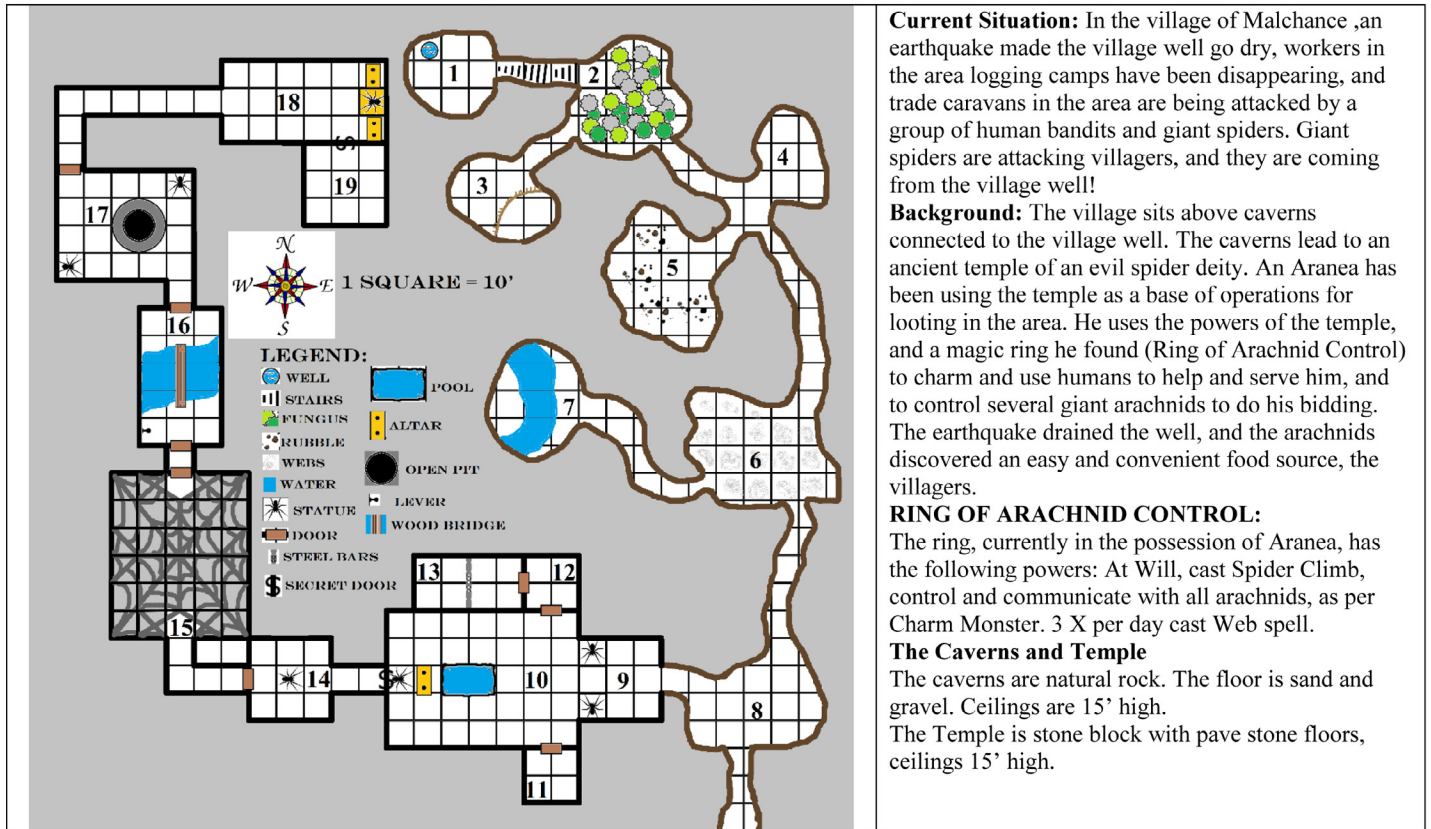 1
2
3
4
5
6
7
8
9
10
11
12
13
14
15
16
17
18
19
S
$
N
W
E
S
1 SQUARE = 10'
LEGEND:
WELL
STAIRS
FUNGUS
RUBBLE
WEBS
WATER
STATUE
DOOR
STEEL BARS
$ SECRET DOOR
POOL
ALTAR
OPEN PIT
LEVER
WOOD BRIDGE
Current Situation: In the village of Malchance ,an
earthquake made the village well go dry, workers in
the area logging camps have been disappearing, and
trade caravans in the area are being attacked by a
group of human bandits and giant spiders. Giant
spiders are attacking villagers, and they are coming
from the village well!
Background: The village sits above caverns
connected to the village well. The caverns lead to an
ancient temple of an evil spider deity. An Aranea has
been using the temple as a base of operations for
looting in the area. He uses the powers of the temple,
and a magic ring he found (Ring of Arachnid Control)
to charm and use humans to help and serve him, and
to control several giant arachnids to do his bidding.
The earthquake drained the well, and the arachnids
discovered an easy and convenient food source, the
villagers.
RING OF ARACHNID CONTROL:
The ring, currently in the possession of Aranea, has
the following powers: At Will, cast Spider Climb,
control and communicate with all arachnids, as per
Charm Monster. 3 X per day cast Web spell.
The Caverns and Temple
The caverns are natural rock. The floor is sand and
gravel. Ceilings are 15’ high.
The Temple is stone block with pave stone floors,
ceilings 15’ high.